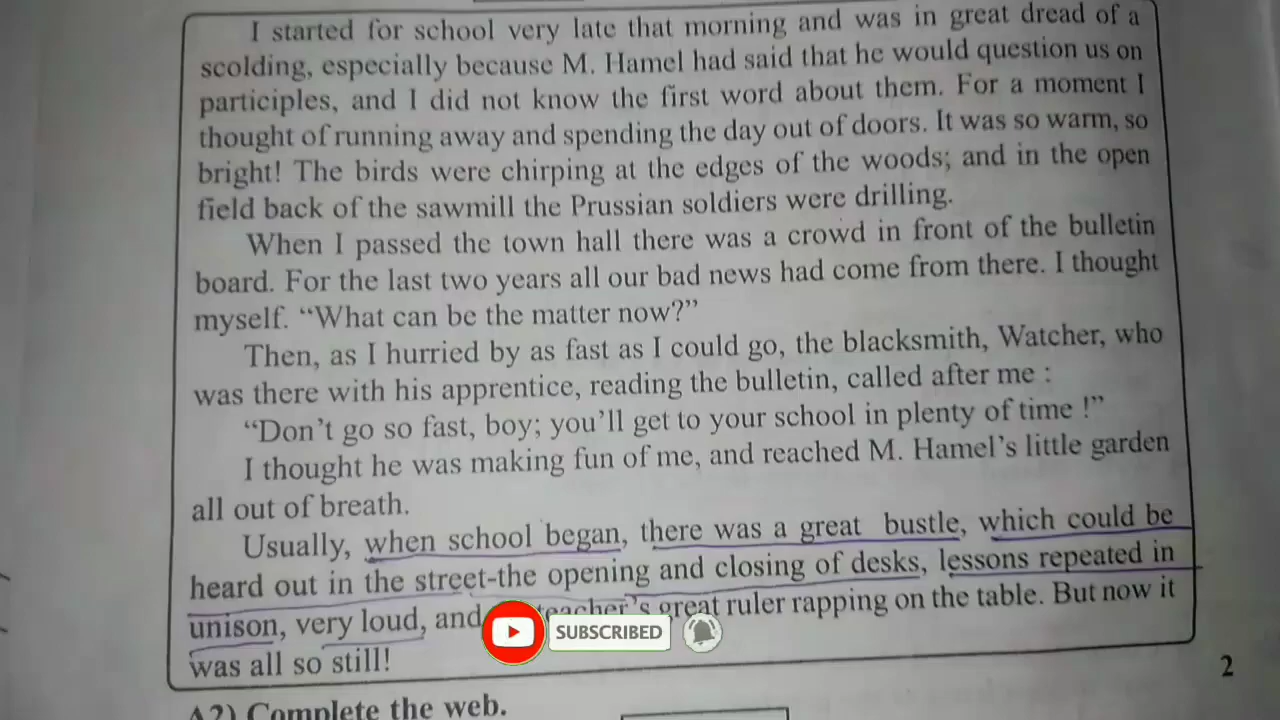 I started for school very late that morning and was in great dread of a
scolding, especially because M. Hamel had said that he would question us on
participles, and I did not know the first word about them. For a moment I
thought of running away and spending the day out of doors. It was so warm, so
bright! The birds were chirping at the edges of the woods; and in the open
field back of the sawmill the Prussian soldiers were drilling.
When I passed the town hall there was a crowd in front of the bulletin
board. For the last two years all our bad news had come from there. I thought
myself. “What can be the matter now?”
Then, as I hurried by as fast as I could go, the blacksmith, Watcher, who
was there with his apprentice, reading the bulletin, called after me :
“Don’t go so fast, boy; you’ll get to your school in plenty of time !”
I thought he was making fun of me, and reached M. Hamel’s little garden
all out of breath.
Usually, when school began, there was a great bustle, which could be
heard out in the street-the opening and closing of desks, lessons repeated in
unison, very loud, and teacher’s great ruler rapping on the table. But now it
SUBSCRIBED
was all so still!
2
A2) Complete the web.